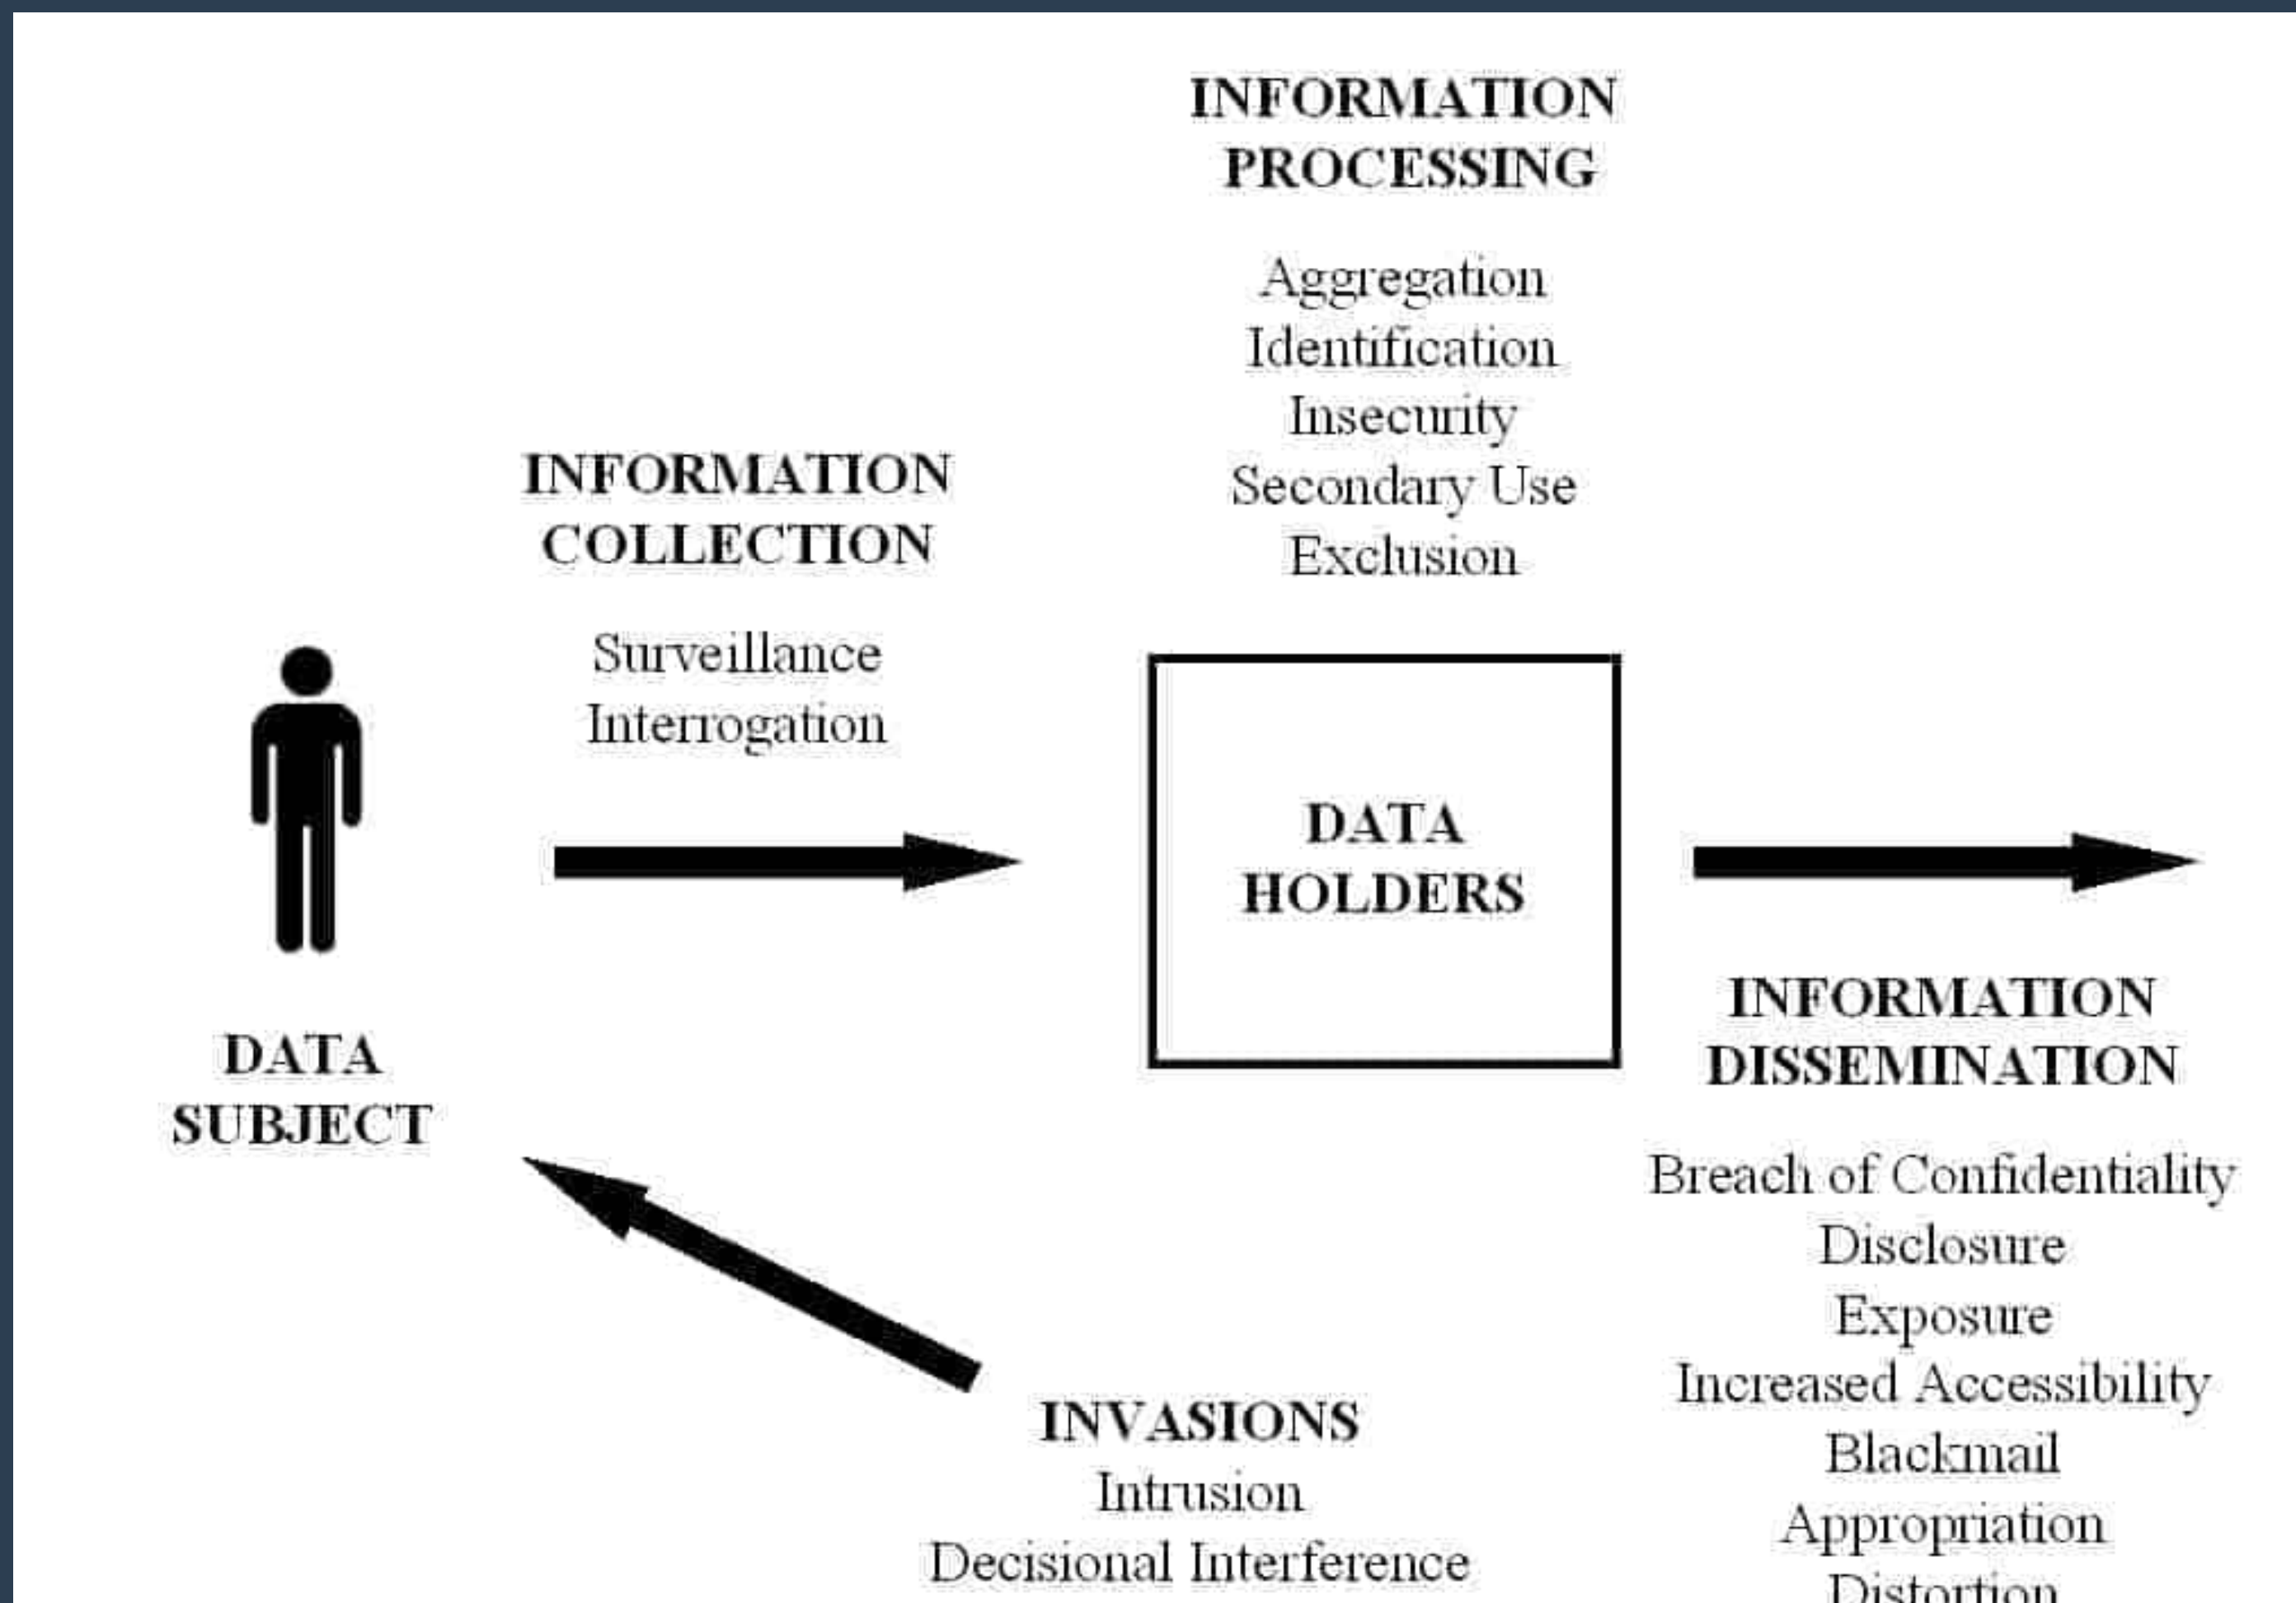 INFORMATION
PROCESSING
Aggregation
Identification
Insecurity
Secondary Use
Exclusion
INFORMATION
COLLECTION
Surveillance
Interrogation
DATA
HOLDERS
DATA
SUBJECT
INFORMATION
DISSEMINATION
Breach of Confidentiality
Disclosure
Exposure
Increased Accessibility
Blackmail
Appropriation
Distortion
INVASIONS
Intrusion
Decisional Interference